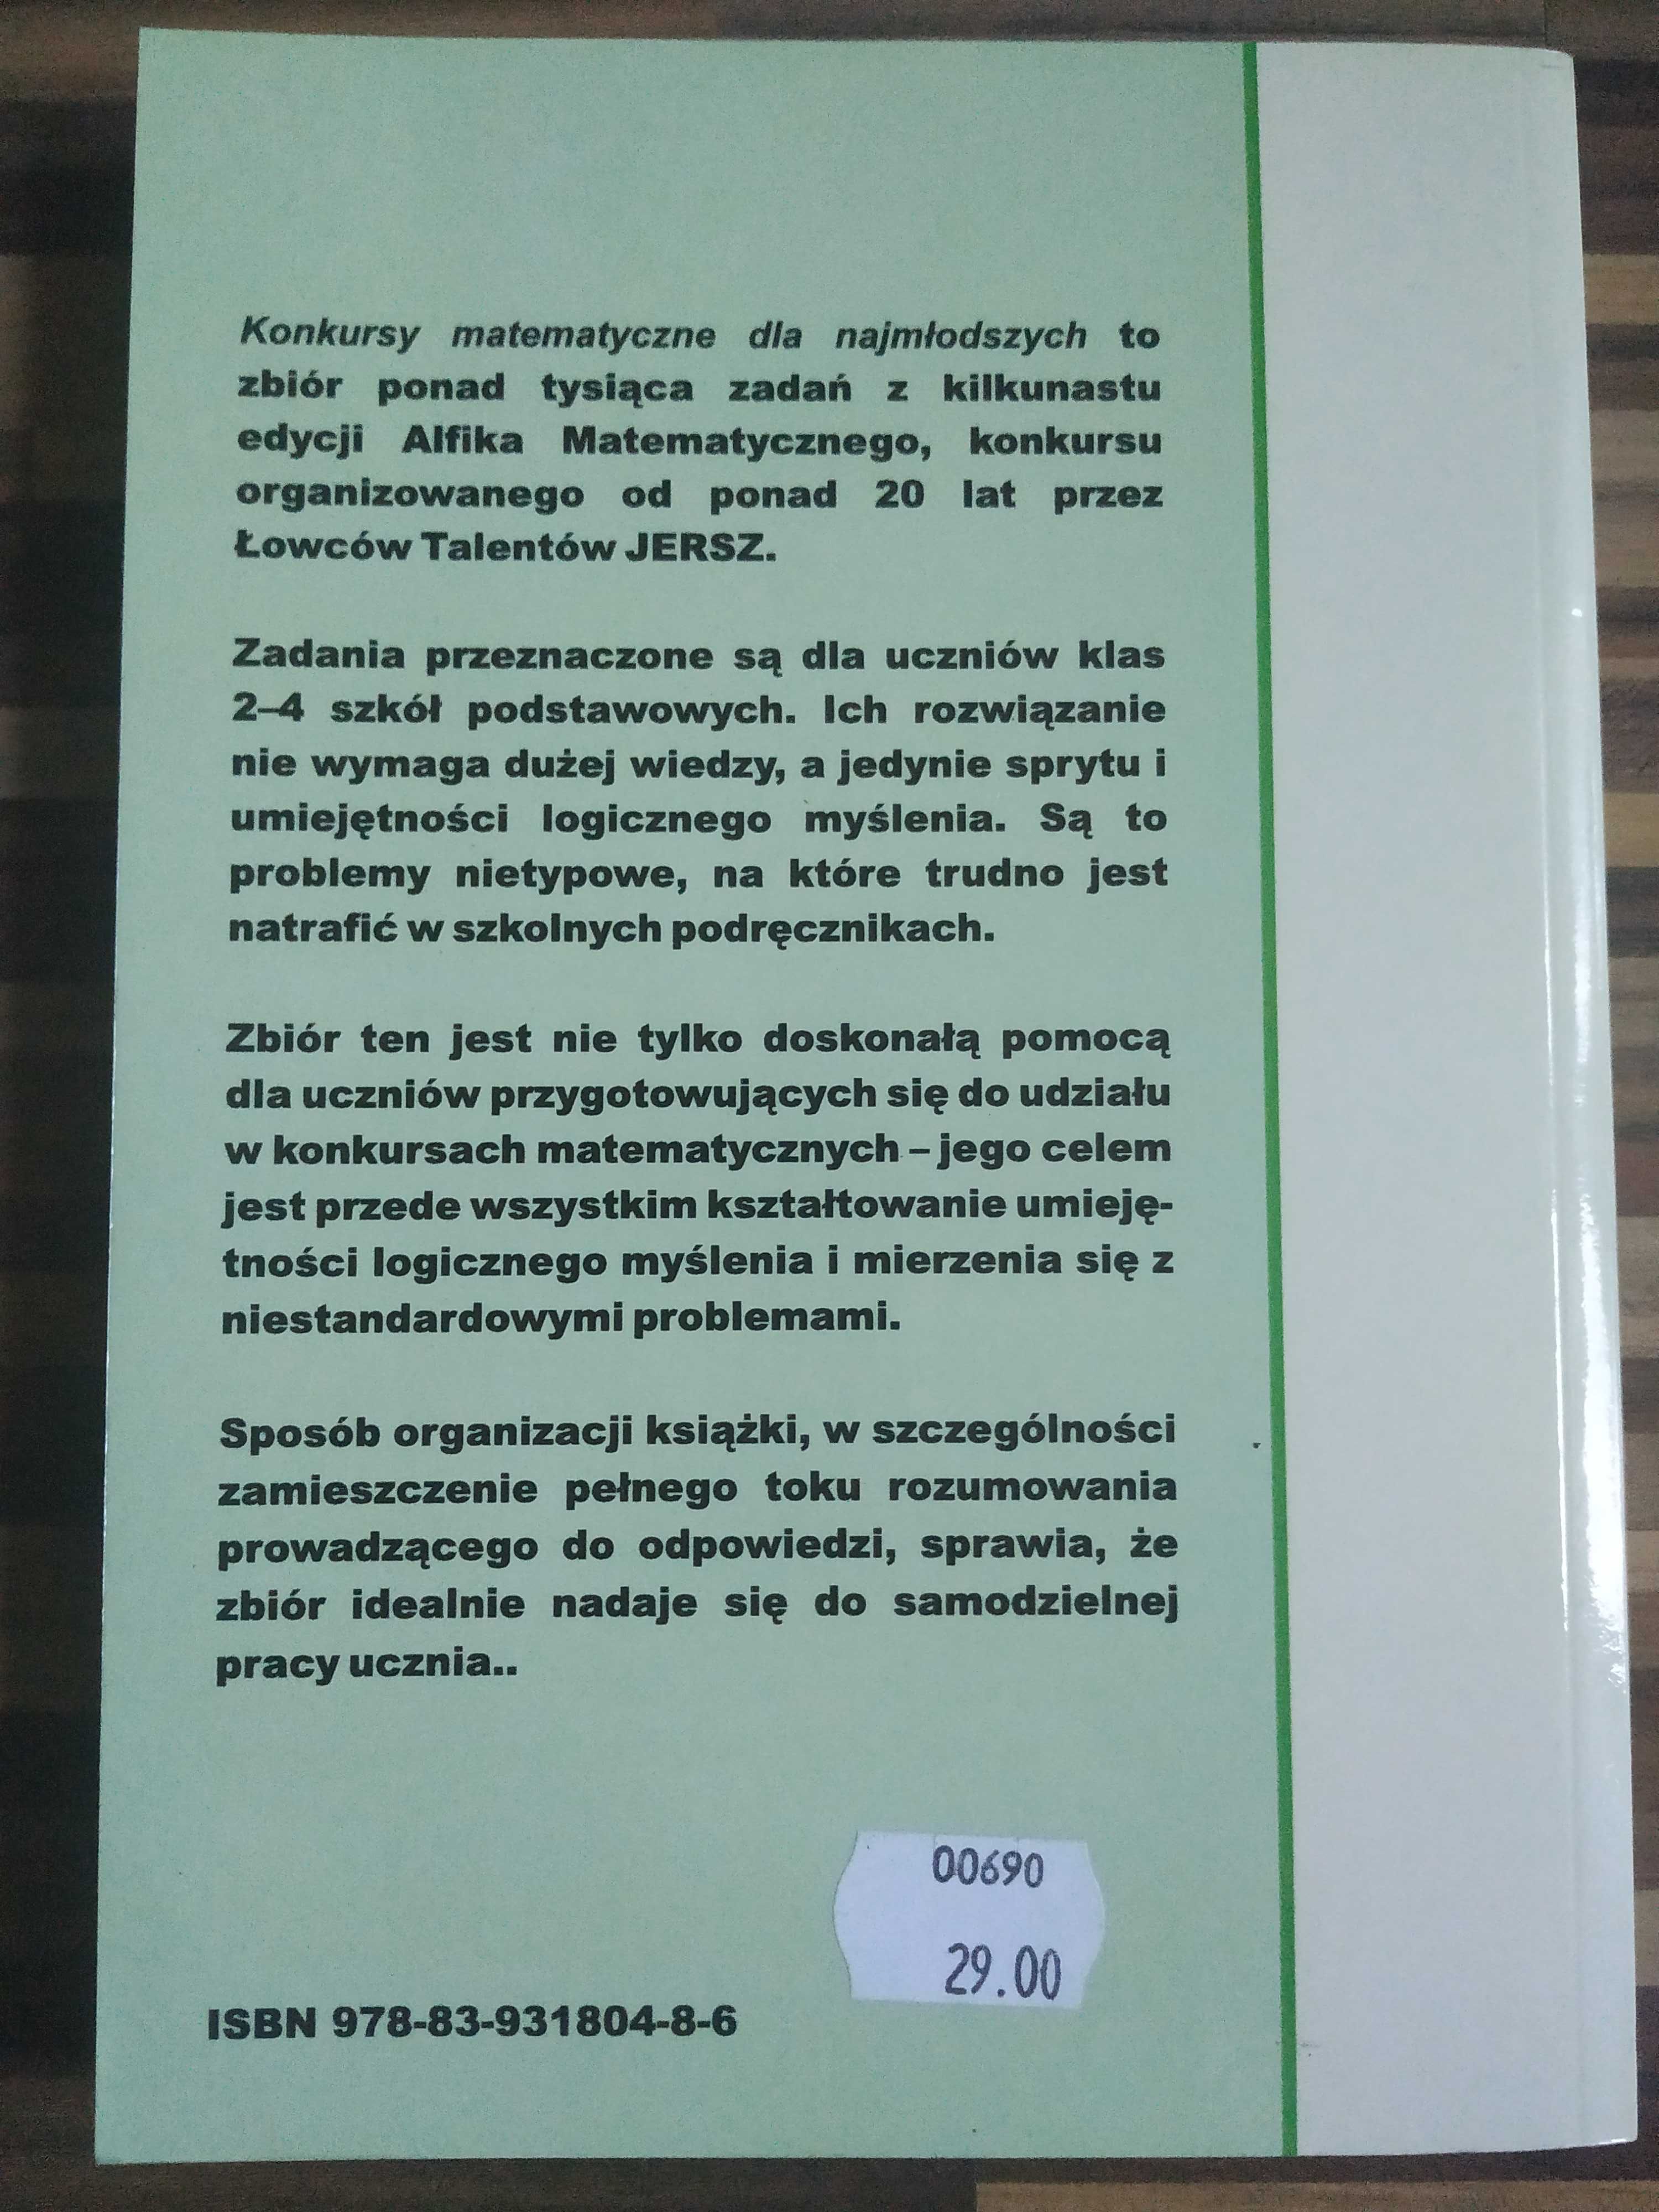 Konkursy matematyczne dla najmłodszych to
zbiór ponad tysiąca zadań z kilkunastu
edycji Alfika Matematycznego, konkursu
organizowanego od ponad 20 lat przez
Łowców Talentów JERSZ.
Zadania przeznaczone są dla uczniów klas
2–4 szkół podstawowych. Ich rozwiązanie
nie wymaga dużej wiedzy, a jedynie sprytu i
umiejętności logicznego myślenia. Są to
problemy nietypowe, na które trudno jest
natrafić w szkolnych podręcznikach.
Zbiór ten jest nie tylko doskonałą pomocą
dla uczniów przygotowujących się do udziału
w konkursach matematycznych – jego celem
jest przede wszystkim kształtowanie umieję-
tności logicznego myślenia i mierzenia się z
niestandardowymi problemami.
Sposób organizacji książki, w szczególności
zamieszczenie pełnego toku rozumowania
prowadzącego do odpowiedzi, sprawia, że
zbiór idealnie nadaje się do samodzielnej
pracy ucznia..
00690
29.00
ISBN 978-83-931804-8-6